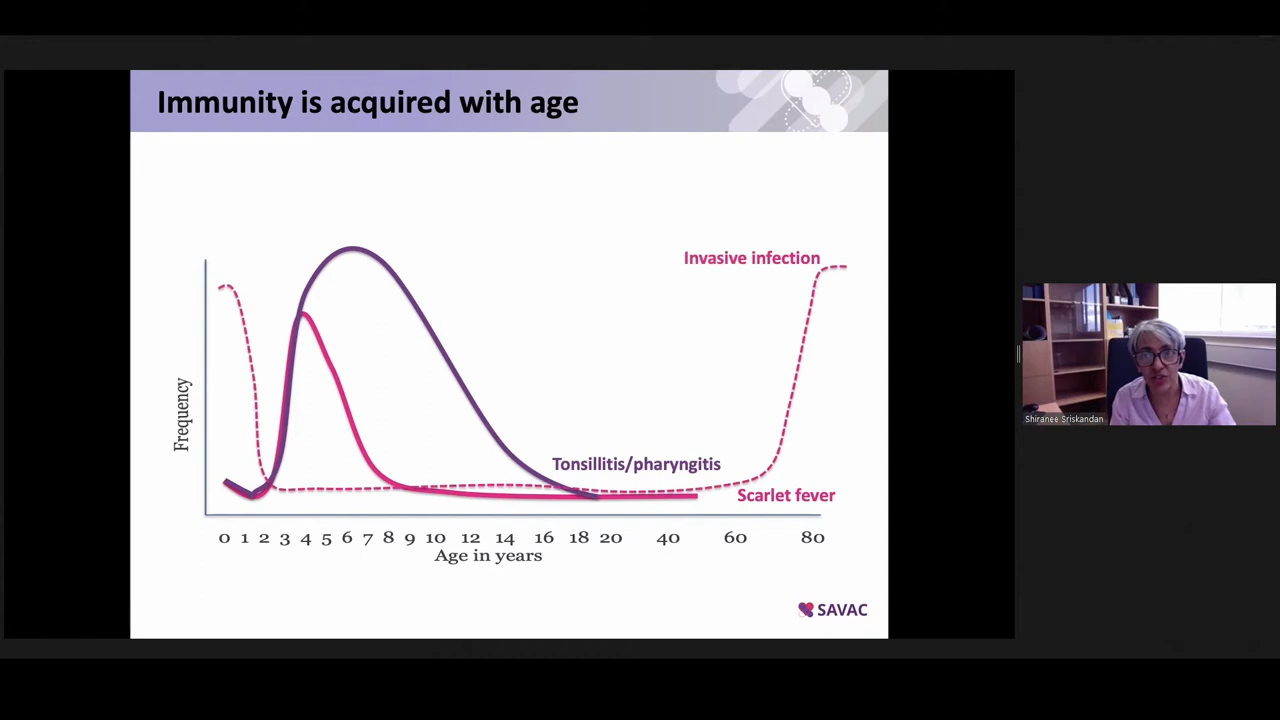 Immunity is acquired with age
Invasive infection
Frequency
Tonsillitis/pharyngitis
Scarlet fever
0 1 2 3 4 5 6 7 8 9 10 12 14 16 18 20 40 60 80
Age in years
SAVAC
Shiranee Sriskandan